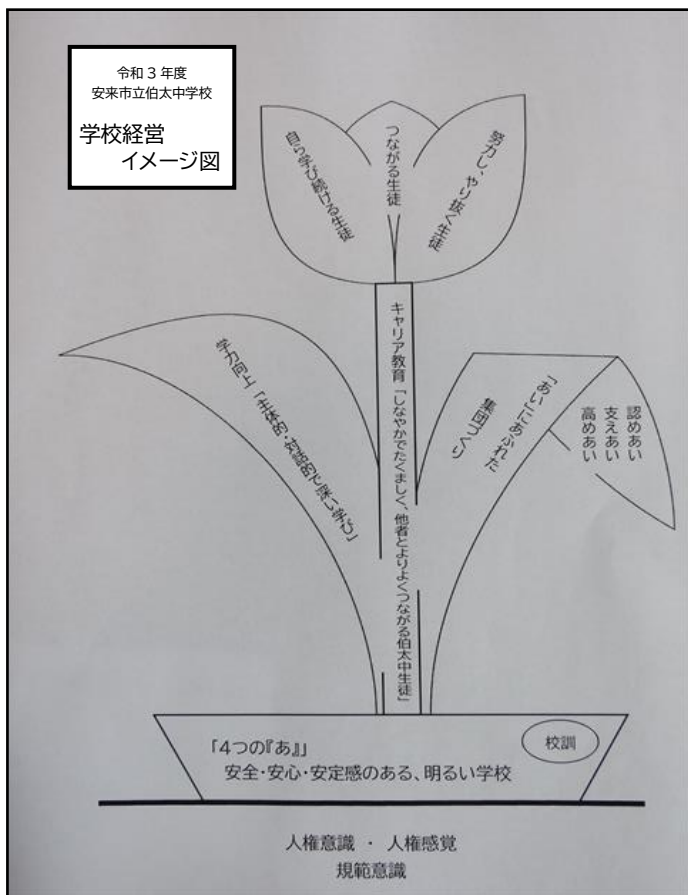 令和３年度
安来市立伯太中学校
学校経営
イメージ図
自ら学び続ける生徒
つながる生徒
努力し、やり抜く生徒
キャリア教育「しなやかでたくましく、他者とよりよくつながる伯太中生徒」
学力向上「主体的・対話的で深い学び」
「あい」にあふれた
集団づくり
認めあい
支えあい
高めあい
「4つの『あ』」
安全・安心・安定感のある、明るい学校
校訓
人権意識 ・ 人権感覚
規範意識